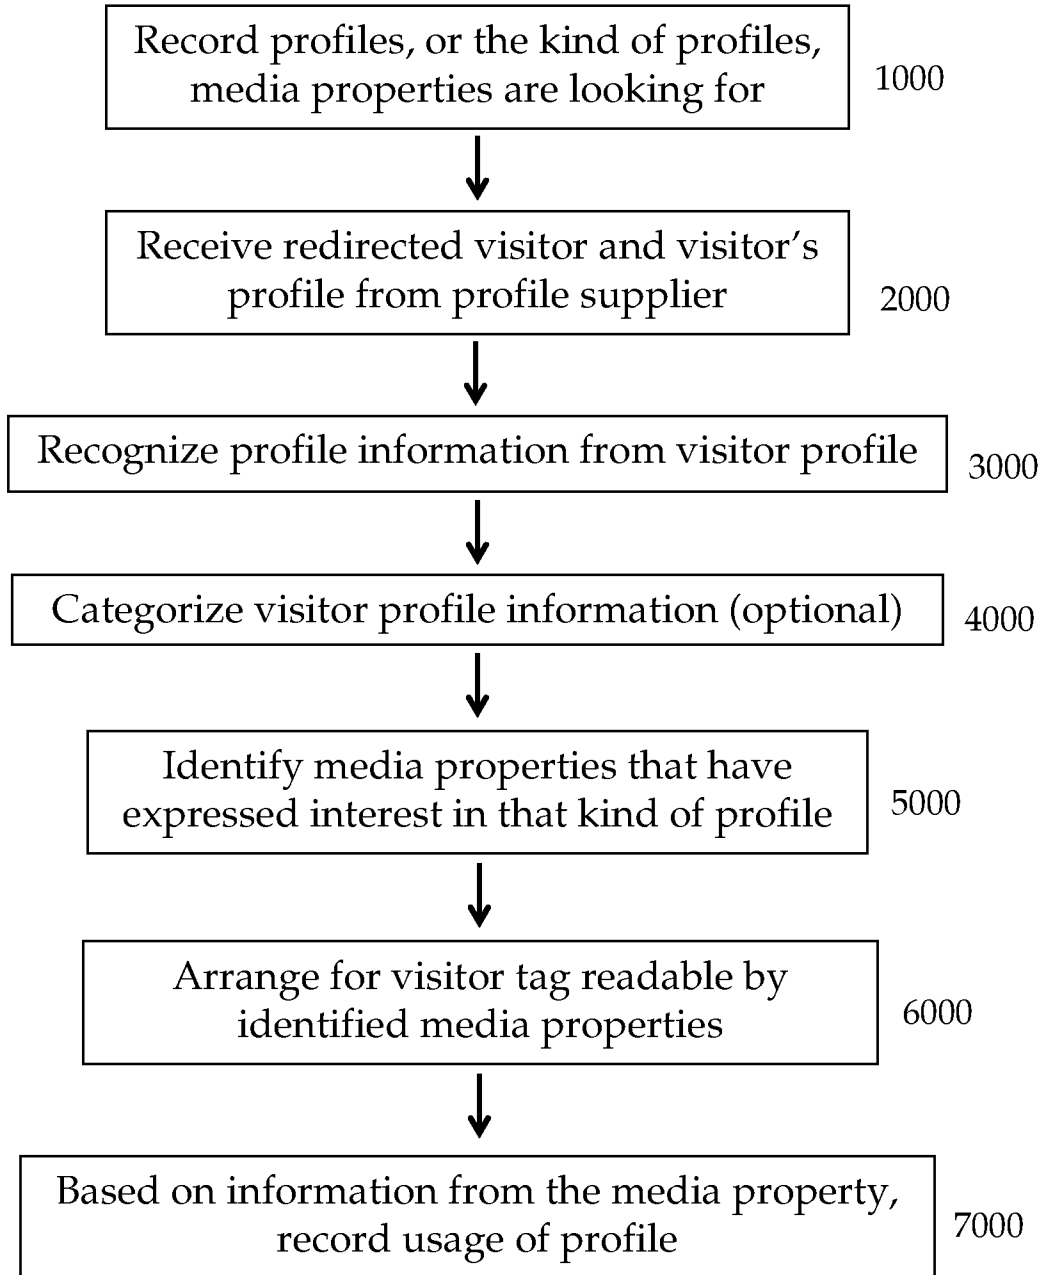 Record profiles, or the kind of profiles,
media properties are looking for
1000
Receive redirected visitor and visitor’s
profile from profile supplier
2000
Recognize profile information from visitor profile
3000
Categorize visitor profile information (optional)
4000
Identify media properties that have
expressed interest in that kind of profile
5000
Arrange for visitor tag readable by
identified media properties
6000
Based on information from the media property,
record usage of profile
7000